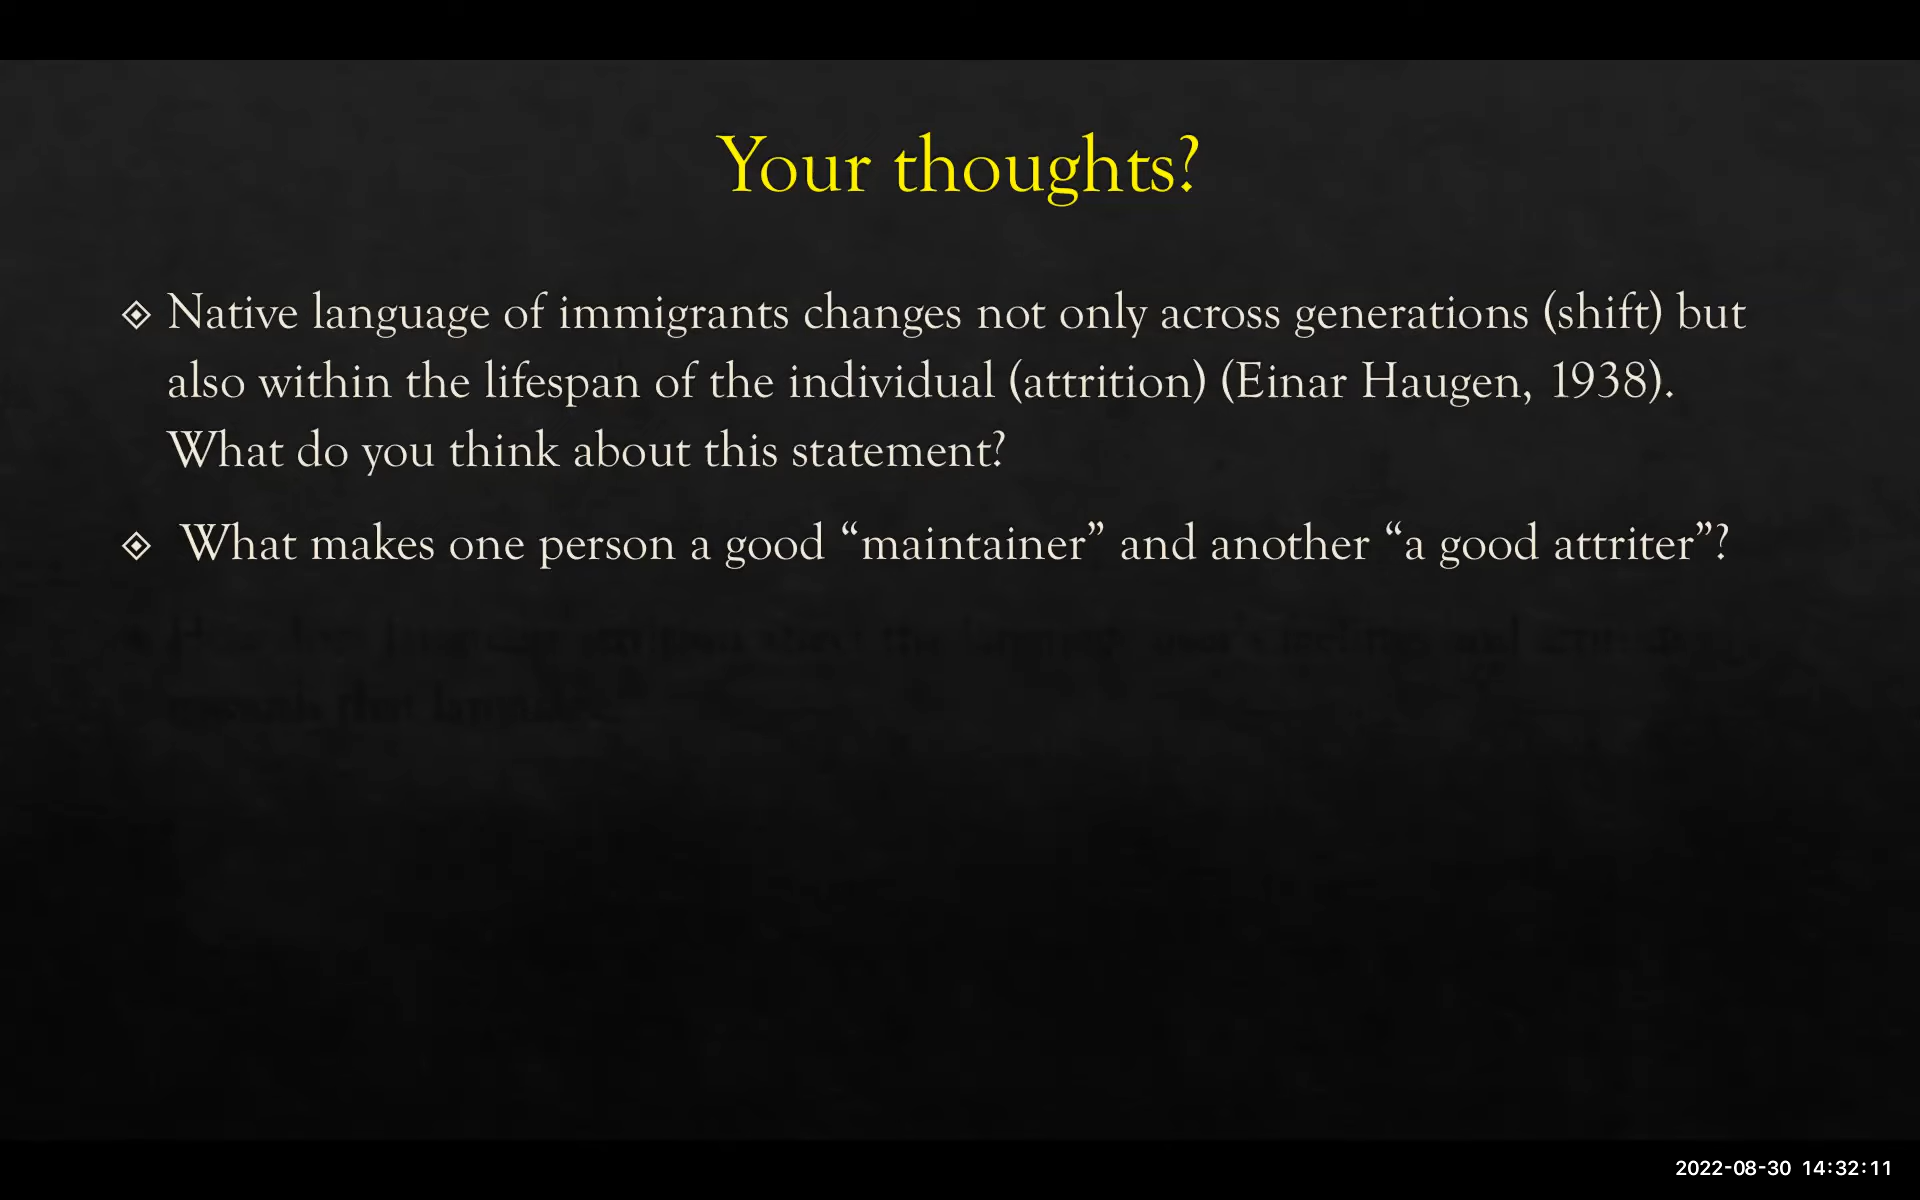 Your thoughts?
Native language of immigrants changes not only across generations (shift) but
also within the lifespan of the individual (attrition) (Einar Haugen, 1938).
What do you think about this statement?
What makes one person a good “maintainer” and another “a good attriter”?
2022-08-30 14:32:11